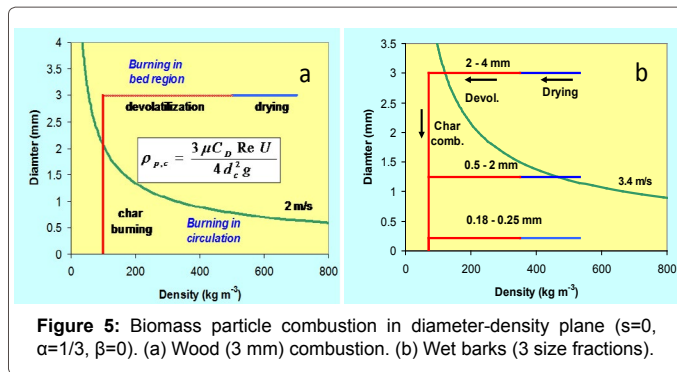 a
4
3.5
3
2.5
2
1.5
1
0.5
0
Diamter (mm)
Burning in
bed region
devolatilization drying
ρp,c = 3 μC_D Re U / 4 d_c² g
char
burning
2 m/s
Burning in
circulation
0 200 400 600 800
Density (kg m⁻³)
b
3.5
3
2.5
2
1.5
1
0.5
0
Diameter (mm)
2 - 4 mm
Devol. Drying
Char
comb.
0.5 - 2 mm
3.4 m/s
0.18 - 0.25 mm
0 200 400 600 800
Density (kg m⁻³)
Figure 5: Biomass particle combustion in diameter-density plane (s=0,
α=1/3, β=0). (a) Wood (3 mm) combustion. (b) Wet barks (3 size fractions).